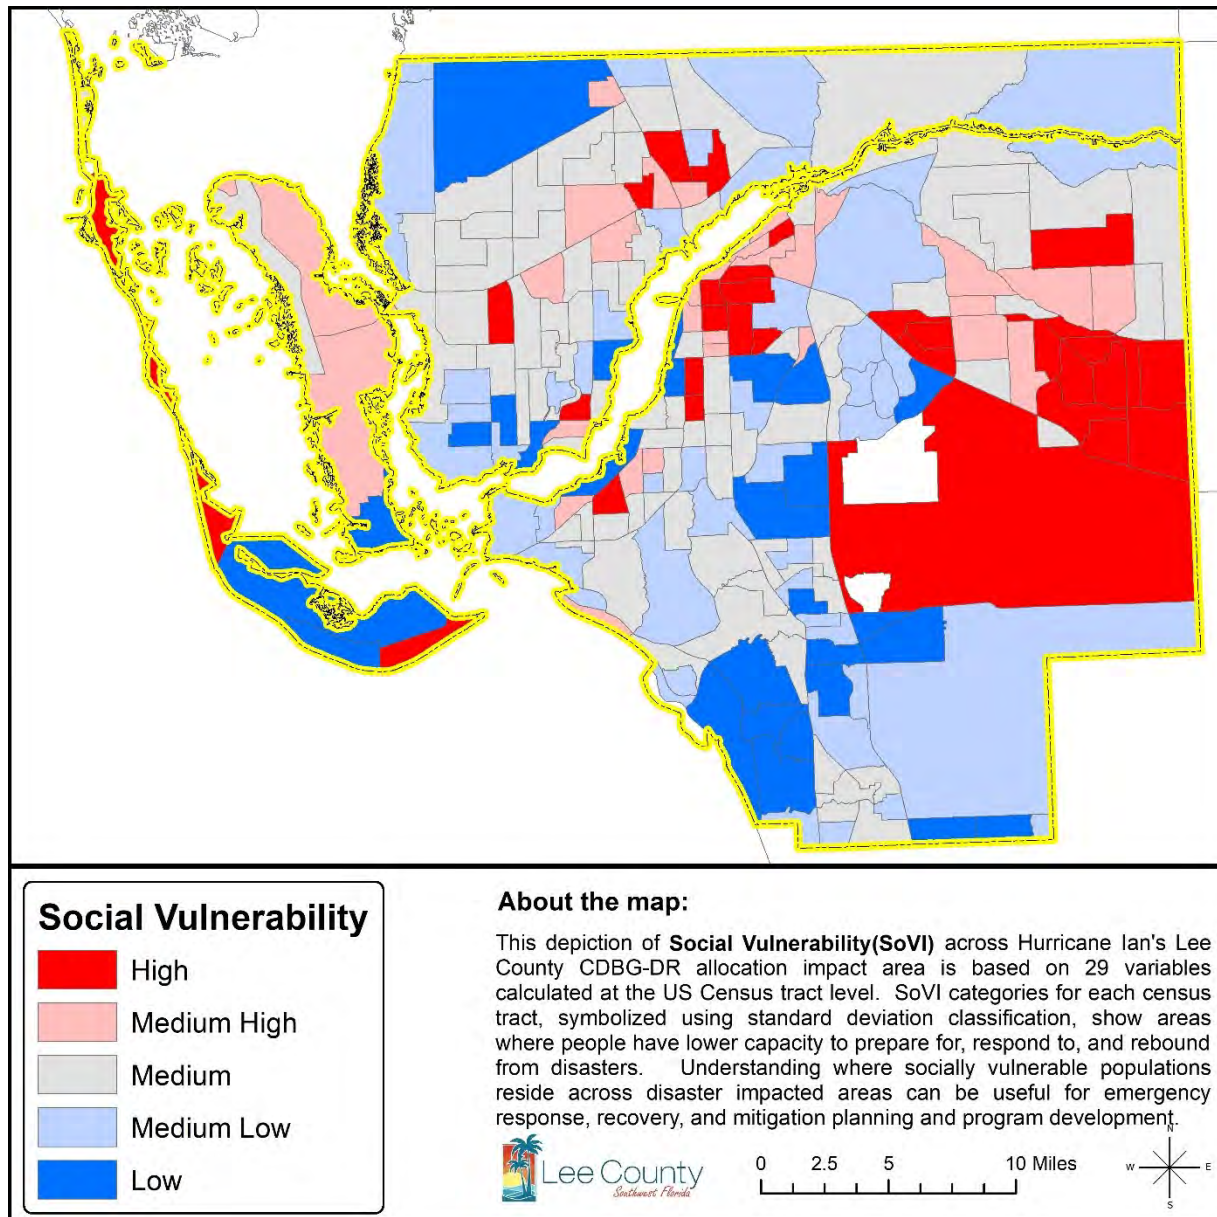 Social Vulnerability
High
Medium High
Medium
Medium Low
Low
About the map:
This depiction of Social Vulnerability(SoVI) across Hurricane Ian's Lee
County CDBG-DR allocation impact area is based on 29 variables
calculated at the US Census tract level. SoVI categories for each census
tract, symbolized using standard deviation classification, show areas
where people have lower capacity to prepare for, respond to, and rebound
from disasters. Understanding where socially vulnerable populations
reside across disaster impacted areas can be useful for emergency
response, recovery, and mitigation planning and program development.
Lee County
Southwest Florida
0 2.5 5 10 Miles
N
W E
S